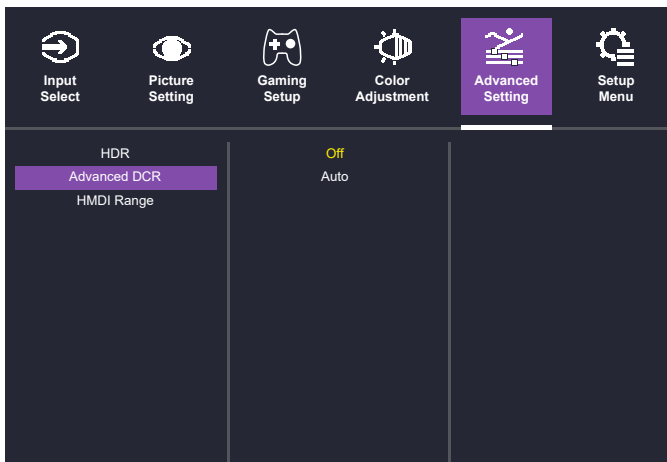 Input
Select
Picture
Setting
Gaming
Setup
Color
Adjustment
Advanced
Setting
Setup
Menu
HDR
Off
Advanced DCR
Auto
HMDI Range